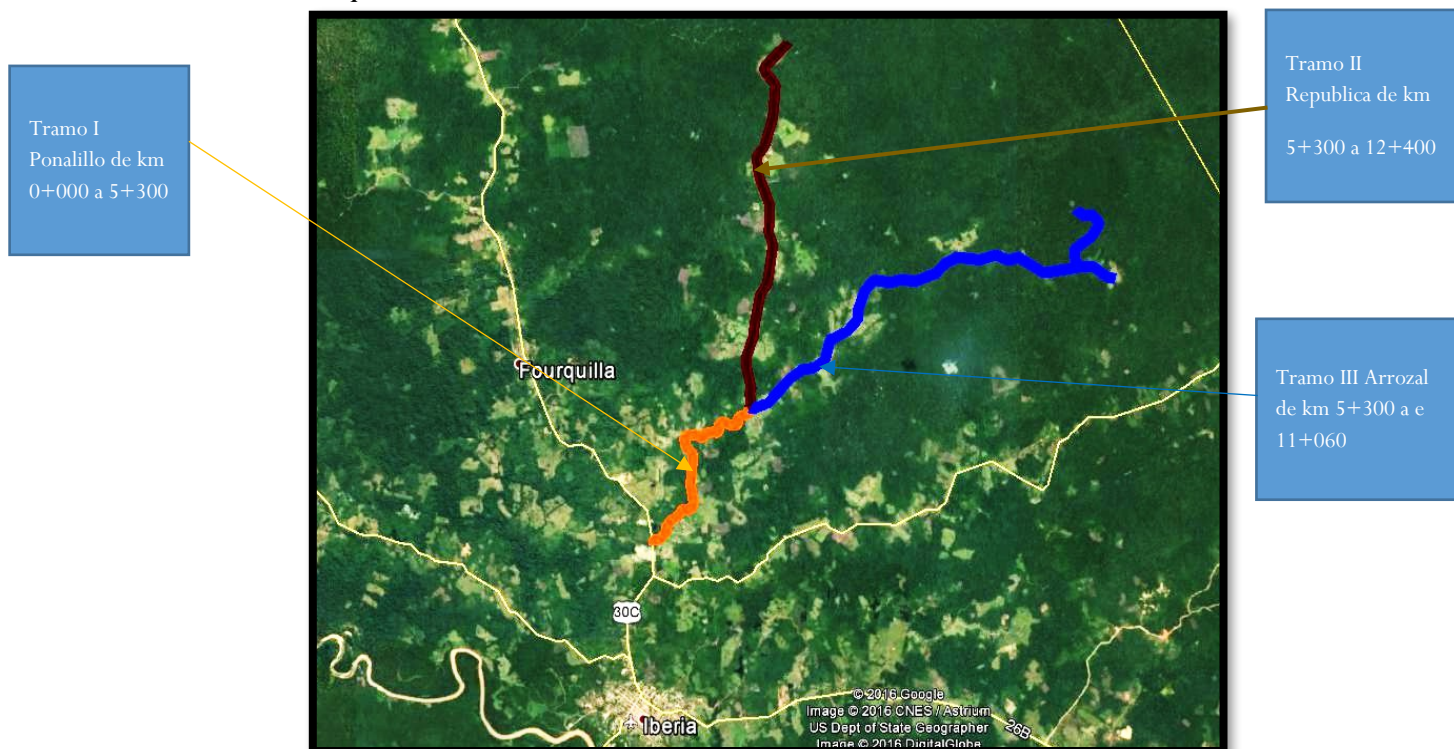 Tramo I
Ponalillo de km
0+000 a 5+300
Tramo II
Republica de km
5+300 a 12+400
Fourquilla
Tramo III Arrozal
de km 5+300 a e
11+060
30C
Iberia
© 2016 Google
Image © 2016 CNES / Astrium
US Dept of State Geographer
Image © 2016 DigitalGlobe
26B